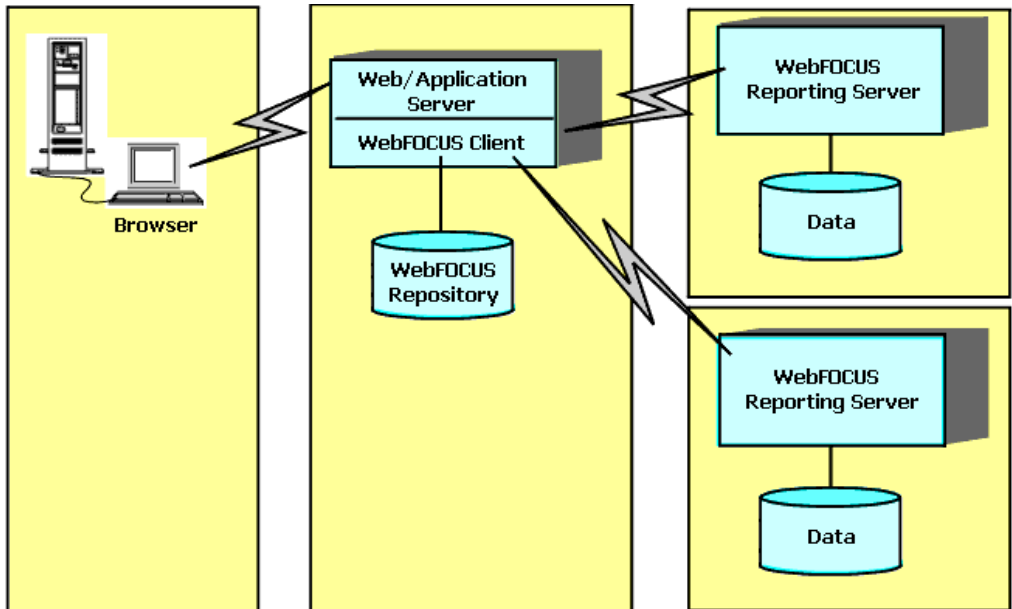 Browser
Web/Application
Server
WebFOCUS Client
WebFOCUS
Repository
WebFOCUS
Reporting Server
Data
WebFOCUS
Reporting Server
Data